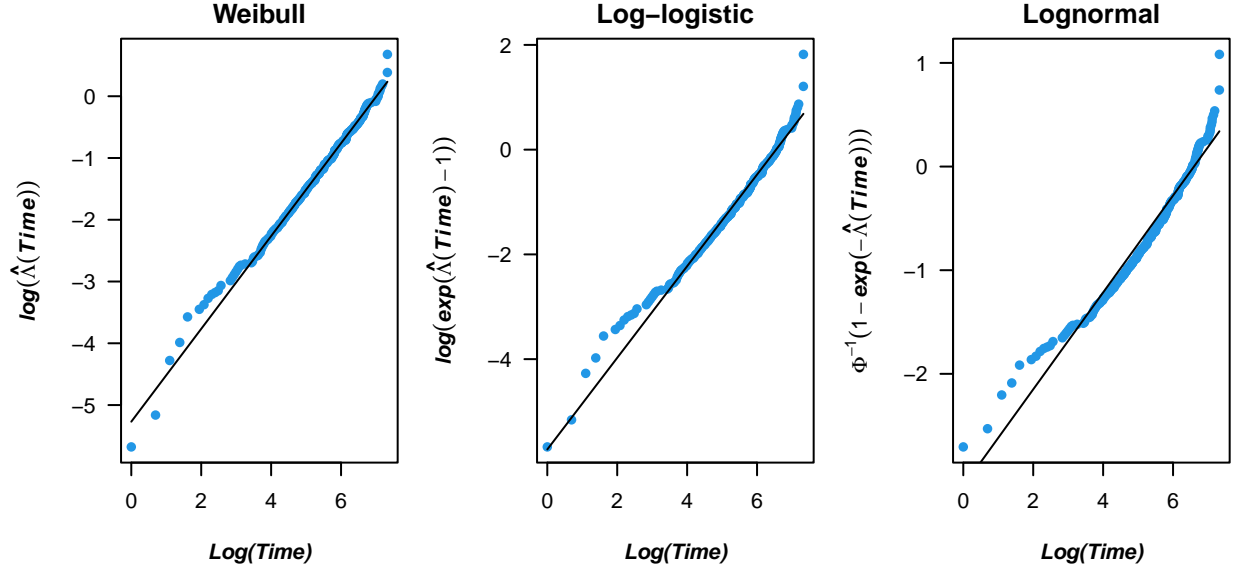 Weibull
0
−1
−2
−3
−4
−5
0 2 4 6
log(Λ̂(Time))
Log(Time)
Log−logistic
2
0
−2
−4
0 2 4 6
log(exp(Λ̂(Time)−1))
Log(Time)
Lognormal
1
0
−1
−2
0 2 4 6
Φ⁻¹(1−exp(−Λ̂(Time)))
Log(Time)